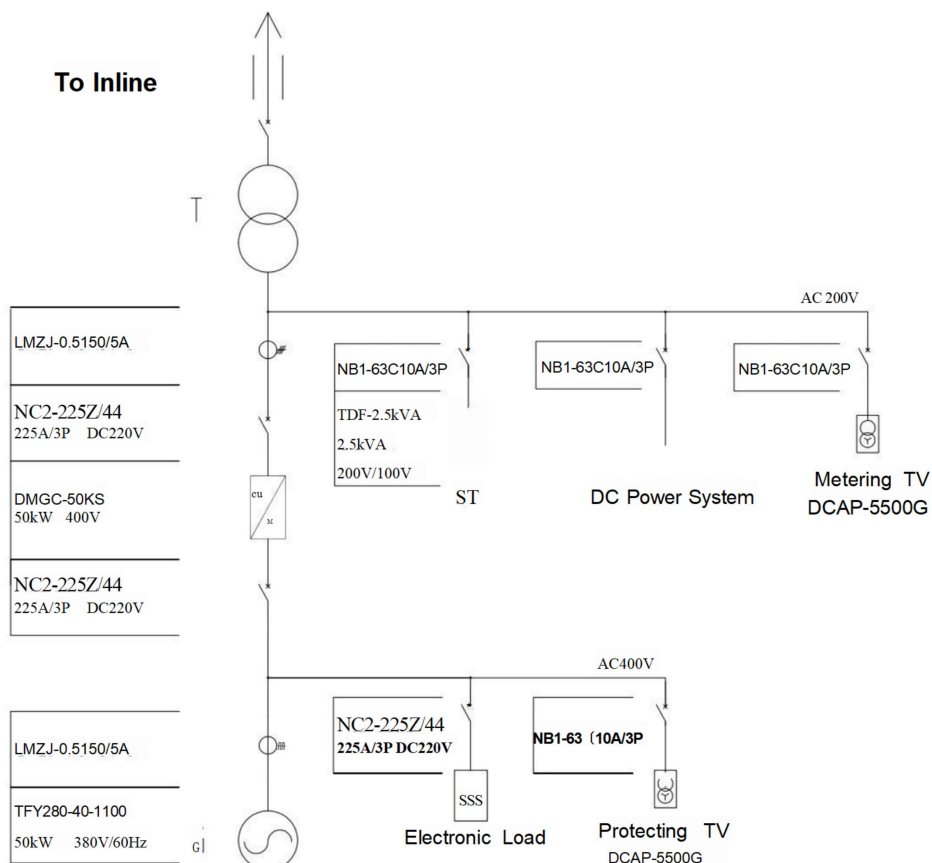 To Inline
T
AC 200V
LMZJ-0.5150/5A
NB1-63C10A/3P
NB1-63C10A/3P
NB1-63C10A/3P
NC2-225Z/44
225A/3P DC220V
TDF-2.5kVA
2.5kVA
200V/100V
ST
DC Power System
Metering TV
DCAP-5500G
DMGC-50KS
50kW 400V
cu
M
NC2-225Z/44
225A/3P DC220V
AC400V
LMZJ-0.5150/5A
NC2-225Z/44
225A/3P DC220V
NB1-63〔10A/3P
SSS
Electronic Load
Protecting TV
DCAP-5500G
TFY280-40-1100
50kW 380V/60Hz
G